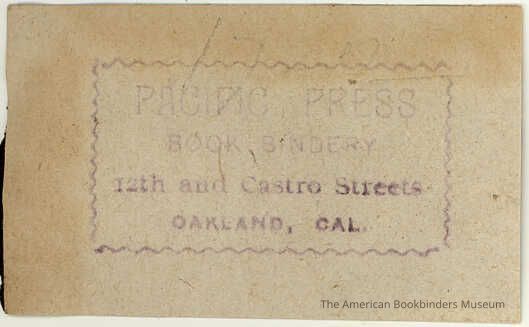 PACIFIC PRESS
BOOK BINDERY
12th and Castro Streets
OAKLAND, CAL.
The American Bookbinders Museum